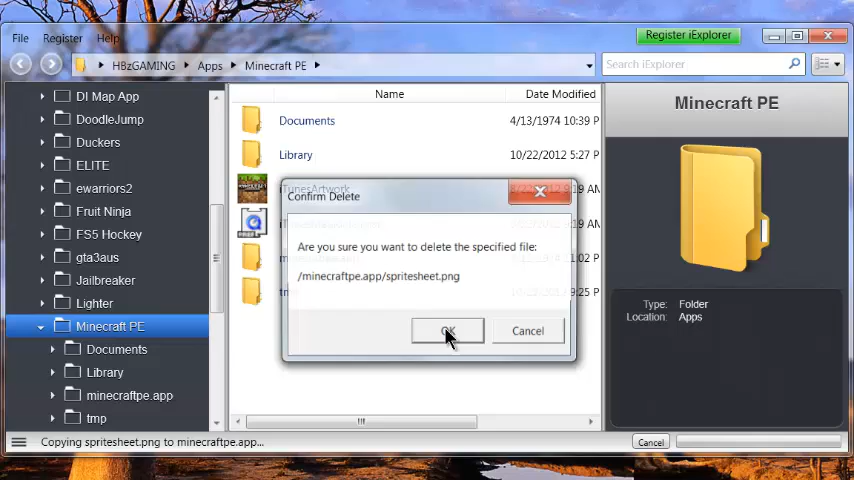 File Register Help
Register iExplorer
HBzGAMING Apps Minecraft PE
Search iExplorer
DI Map App
DoodleJump
Duckers
ELITE
ewarriors2
Fruit Ninja
FS5 Hockey
gta3aus
Jailbreaker
Lighter
Minecraft PE
Documents
Library
minecraftpe.app
tmp
Name Date Modified
Documents 4/13/1974 10:39 P
Library 10/22/2012 5:27 P
iTunesArtwork
Confirm Delete
Are you sure you want to delete the specified file:
/minecraftpe.app/spritesheet.png
OK Cancel
Minecraft PE
Type: Folder
Location: Apps
Copying spritesheet.png to minecraftpe.app...
Cancel